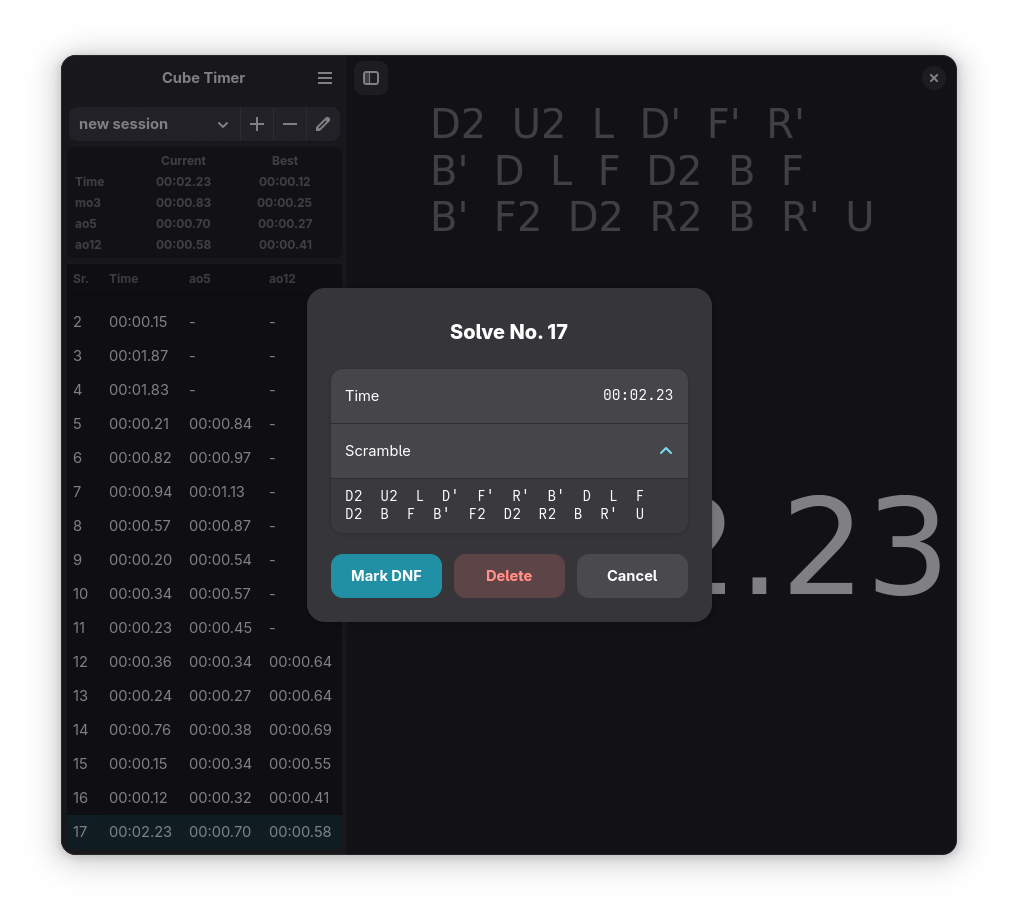 Cube Timer
new session
Current Best
Time 00:02.23 00:00.12
mo3 00:00.83 00:00.25
ao5 00:00.70 00:00.27
ao12 00:00.58 00:00.41
Sr. Time ao5 ao12
2 00:00.15 - -
3 00:01.87 - -
4 00:01.83 - -
5 00:00.21 00:00.84 -
6 00:00.82 00:00.97 -
7 00:00.94 00:01.13 -
8 00:00.57 00:00.87 -
9 00:00.20 00:00.54 -
10 00:00.34 00:00.57 -
11 00:00.23 00:00.45 -
12 00:00.36 00:00.34 00:00.64
13 00:00.24 00:00.27 00:00.64
14 00:00.76 00:00.38 00:00.69
15 00:00.15 00:00.34 00:00.55
16 00:00.12 00:00.32 00:00.41
17 00:02.23 00:00.70 00:00.58
D2 U2 L D' F' R'
B' D L F D2 B F
B' F2 D2 R2 B R' U
Solve No. 17
Time 00:02.23
Scramble
D2 U2 L D' F' R' B' D L F
D2 B F B' F2 D2 R2 B R' U
Mark DNF Delete Cancel
2.23